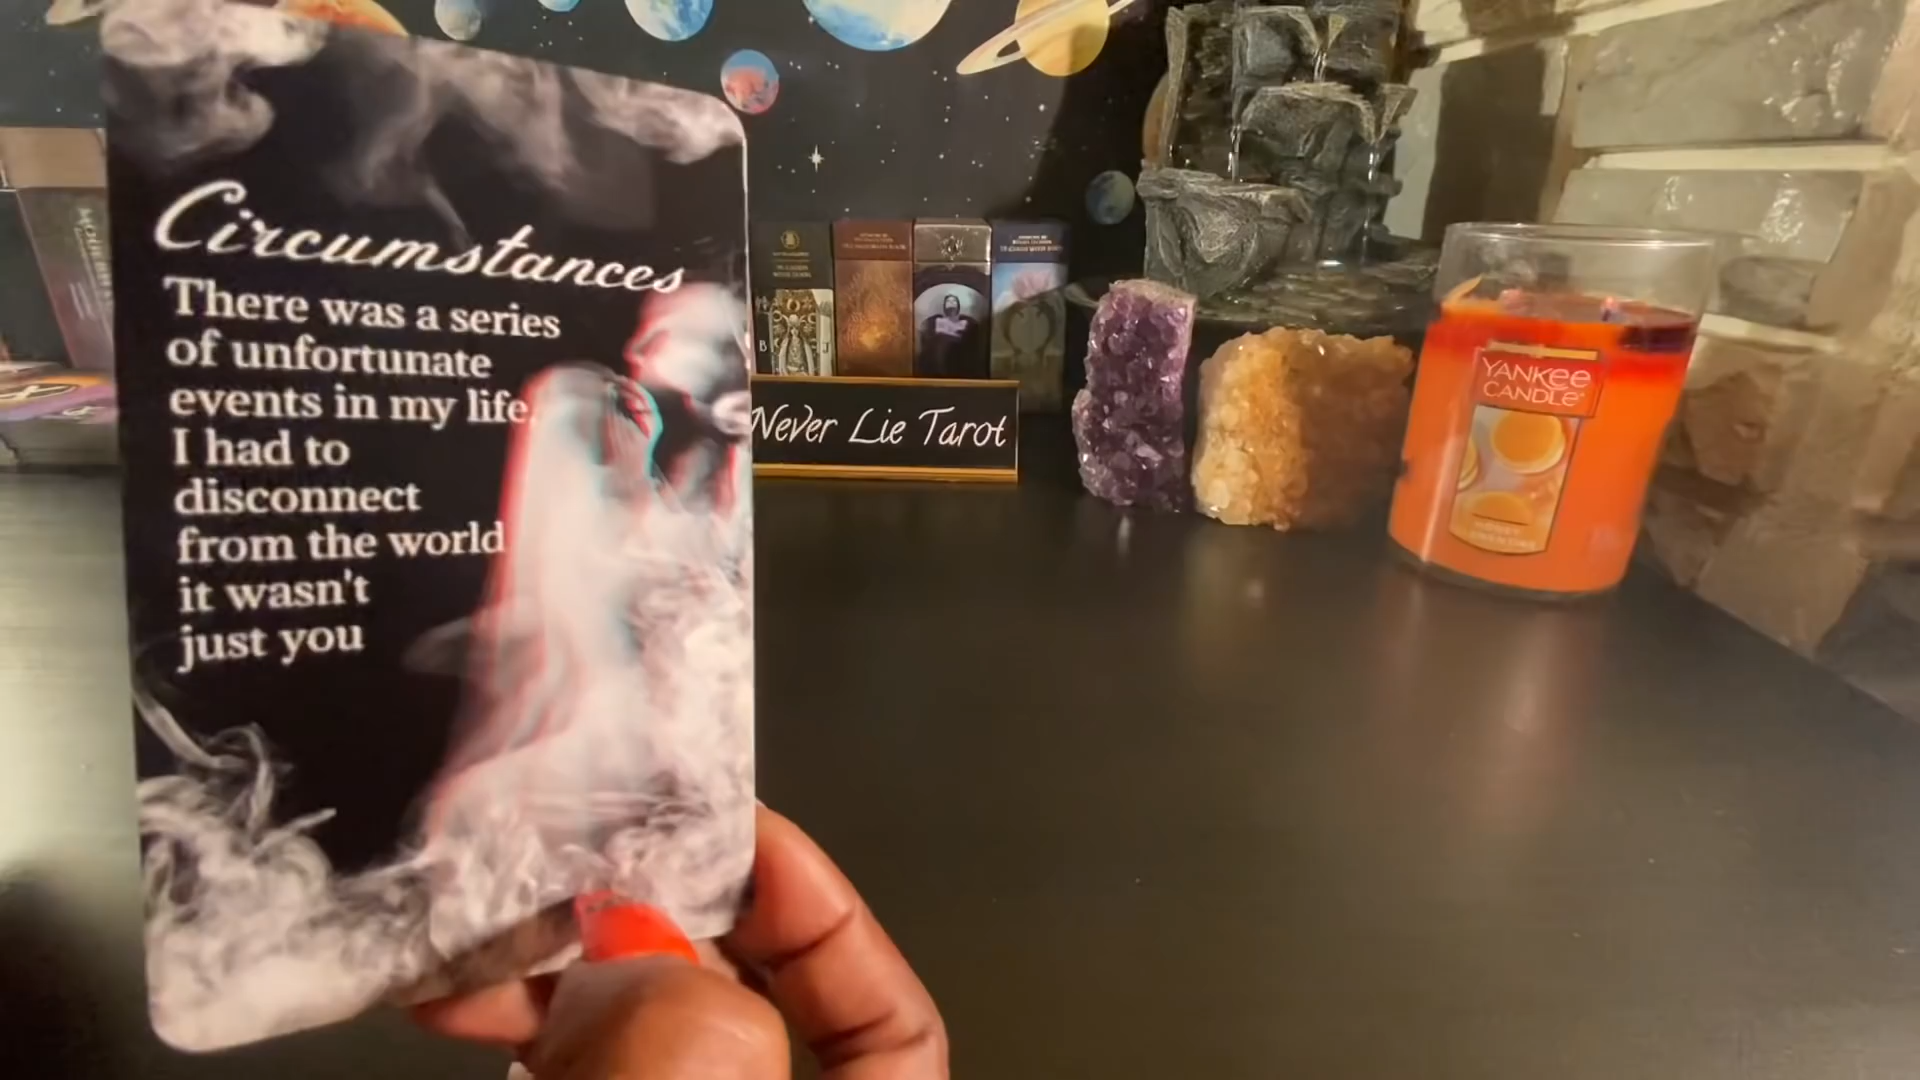 Circumstances
There was a series
of unfortunate
events in my life
I had to
disconnect
from the world
it wasn't
just you
Never Lie Tarot
YANKEE
CANDLE